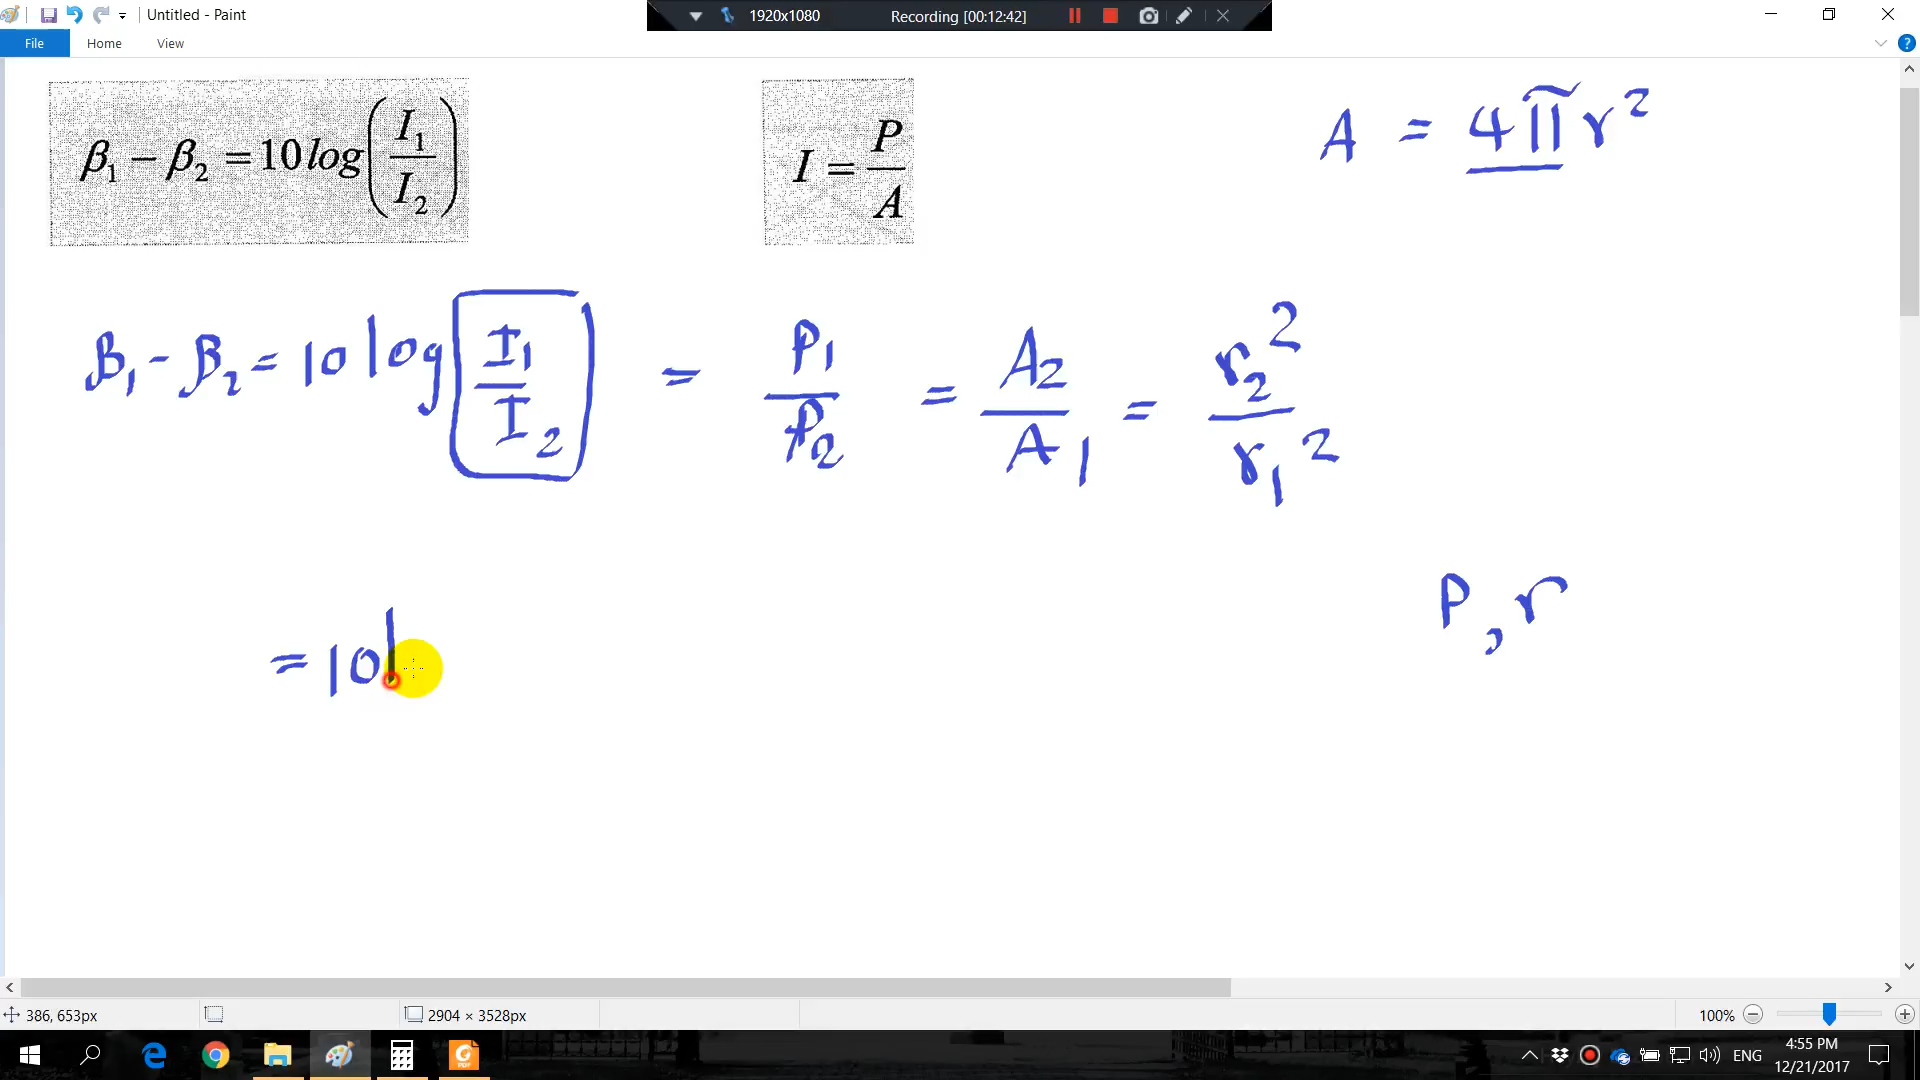 Untitled - Paint
1920x1080 Recording [00:12:42]
File Home View
β₁ − β₂ = 10 log(I₁/I₂)
I = P/A
A = 4πr²
β₁ - β₂ = 10 log I₁/I₂ = P₁/P₂ = A₂/A₁ = r₂²/r₁²
P, r
= 10l
386, 653px
2904 × 3528px
100%
ENG
4:55 PM
12/21/2017